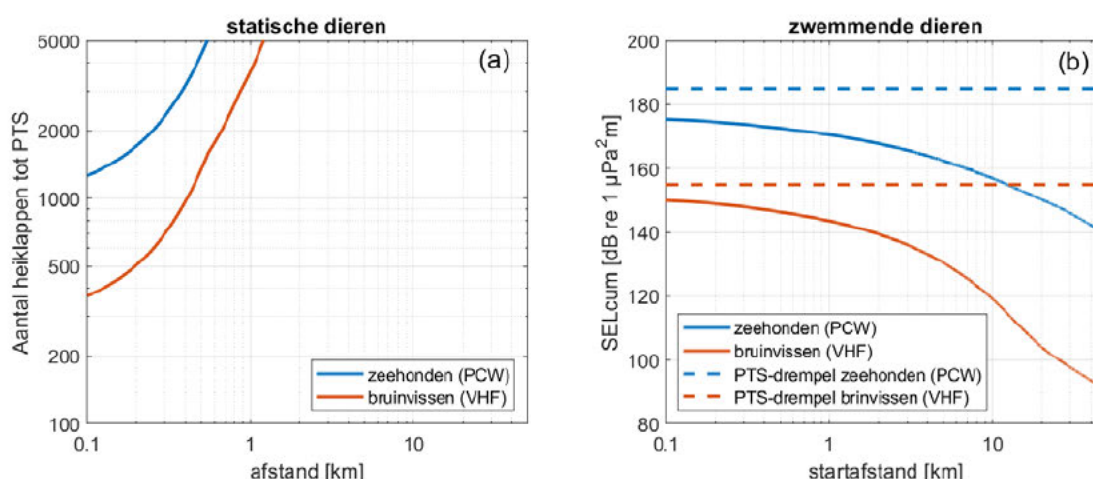 statische dieren
(a)
5000
2000
1000
500
200
100
Aantal heiklappen tot PTS
zeehonden (PCW)
bruinvissen (VHF)
0.1
1
10
afstand [km]
zwemmende dieren
(b)
200
180
160
140
120
100
80
SELcum [dB re 1 µPa²m]
zeehonden (PCW)
bruinvissen (VHF)
PTS-drempel zeehonden (PCW)
PTS-drempel brinvissen (VHF)
0.1
1
10
startafstand [km]